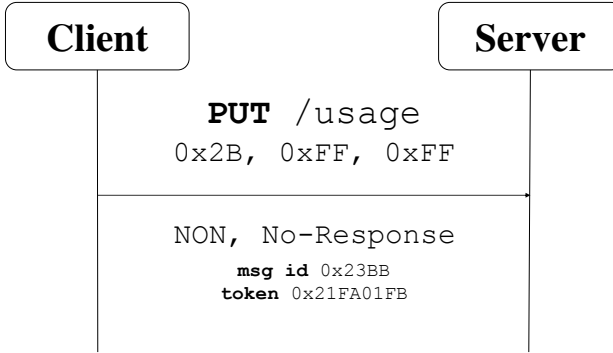 Client
Server
PUT /usage
0x2B, 0xFF, 0xFF
NON, No-Response
msg id 0x23BB
token 0x21FA01FB